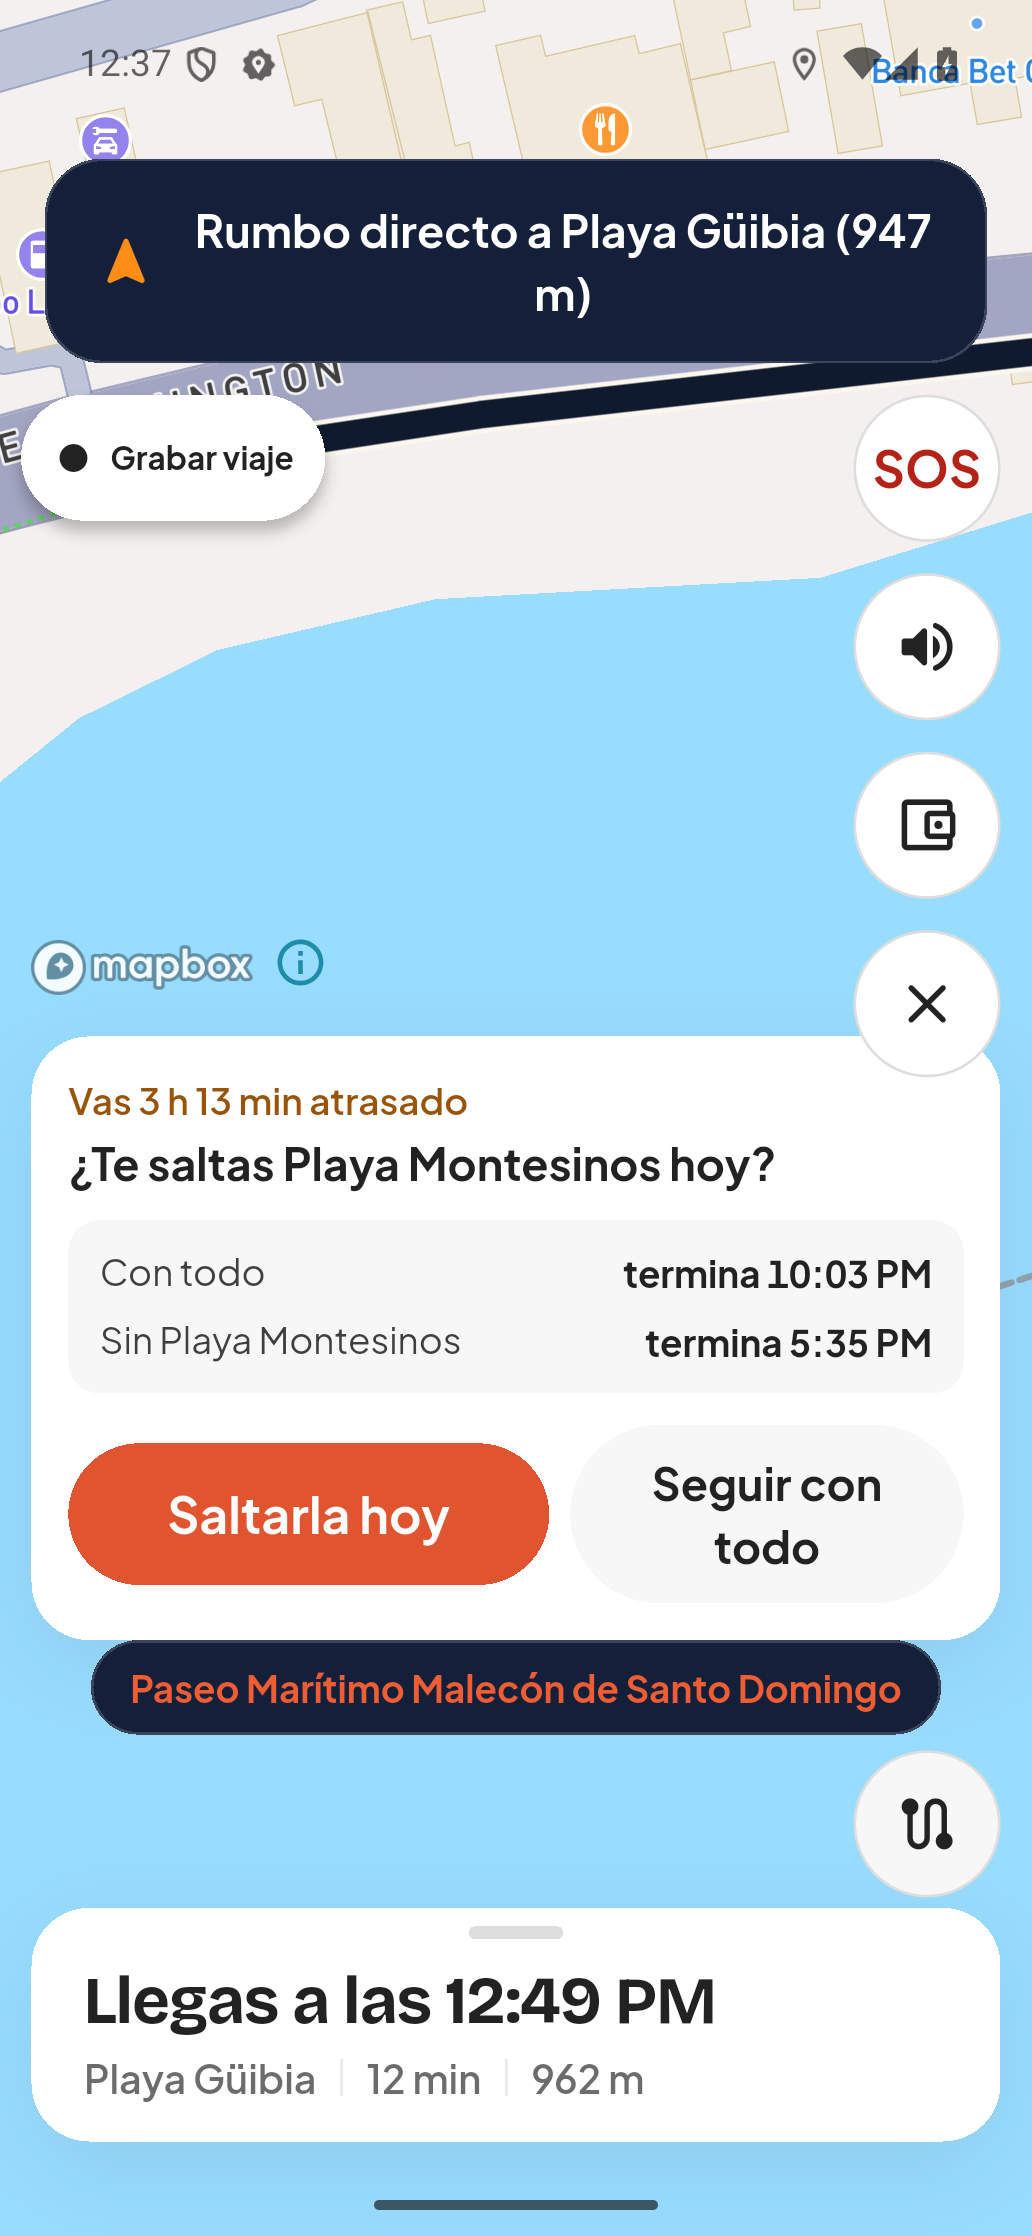 12:37
Banca Bet
Rumbo directo a Playa Güibia (947
m)
o L
INGTON
E
Grabar viaje
SOS
mapbox
Vas 3 h 13 min atrasado
¿Te saltas Playa Montesinos hoy?
Con todo
termina 10:03 PM
Sin Playa Montesinos
termina 5:35 PM
Saltarla hoy
Seguir con
todo
Paseo Marítimo Malecón de Santo Domingo
Llegas a las 12:49 PM
Playa Güibia | 12 min | 962 m